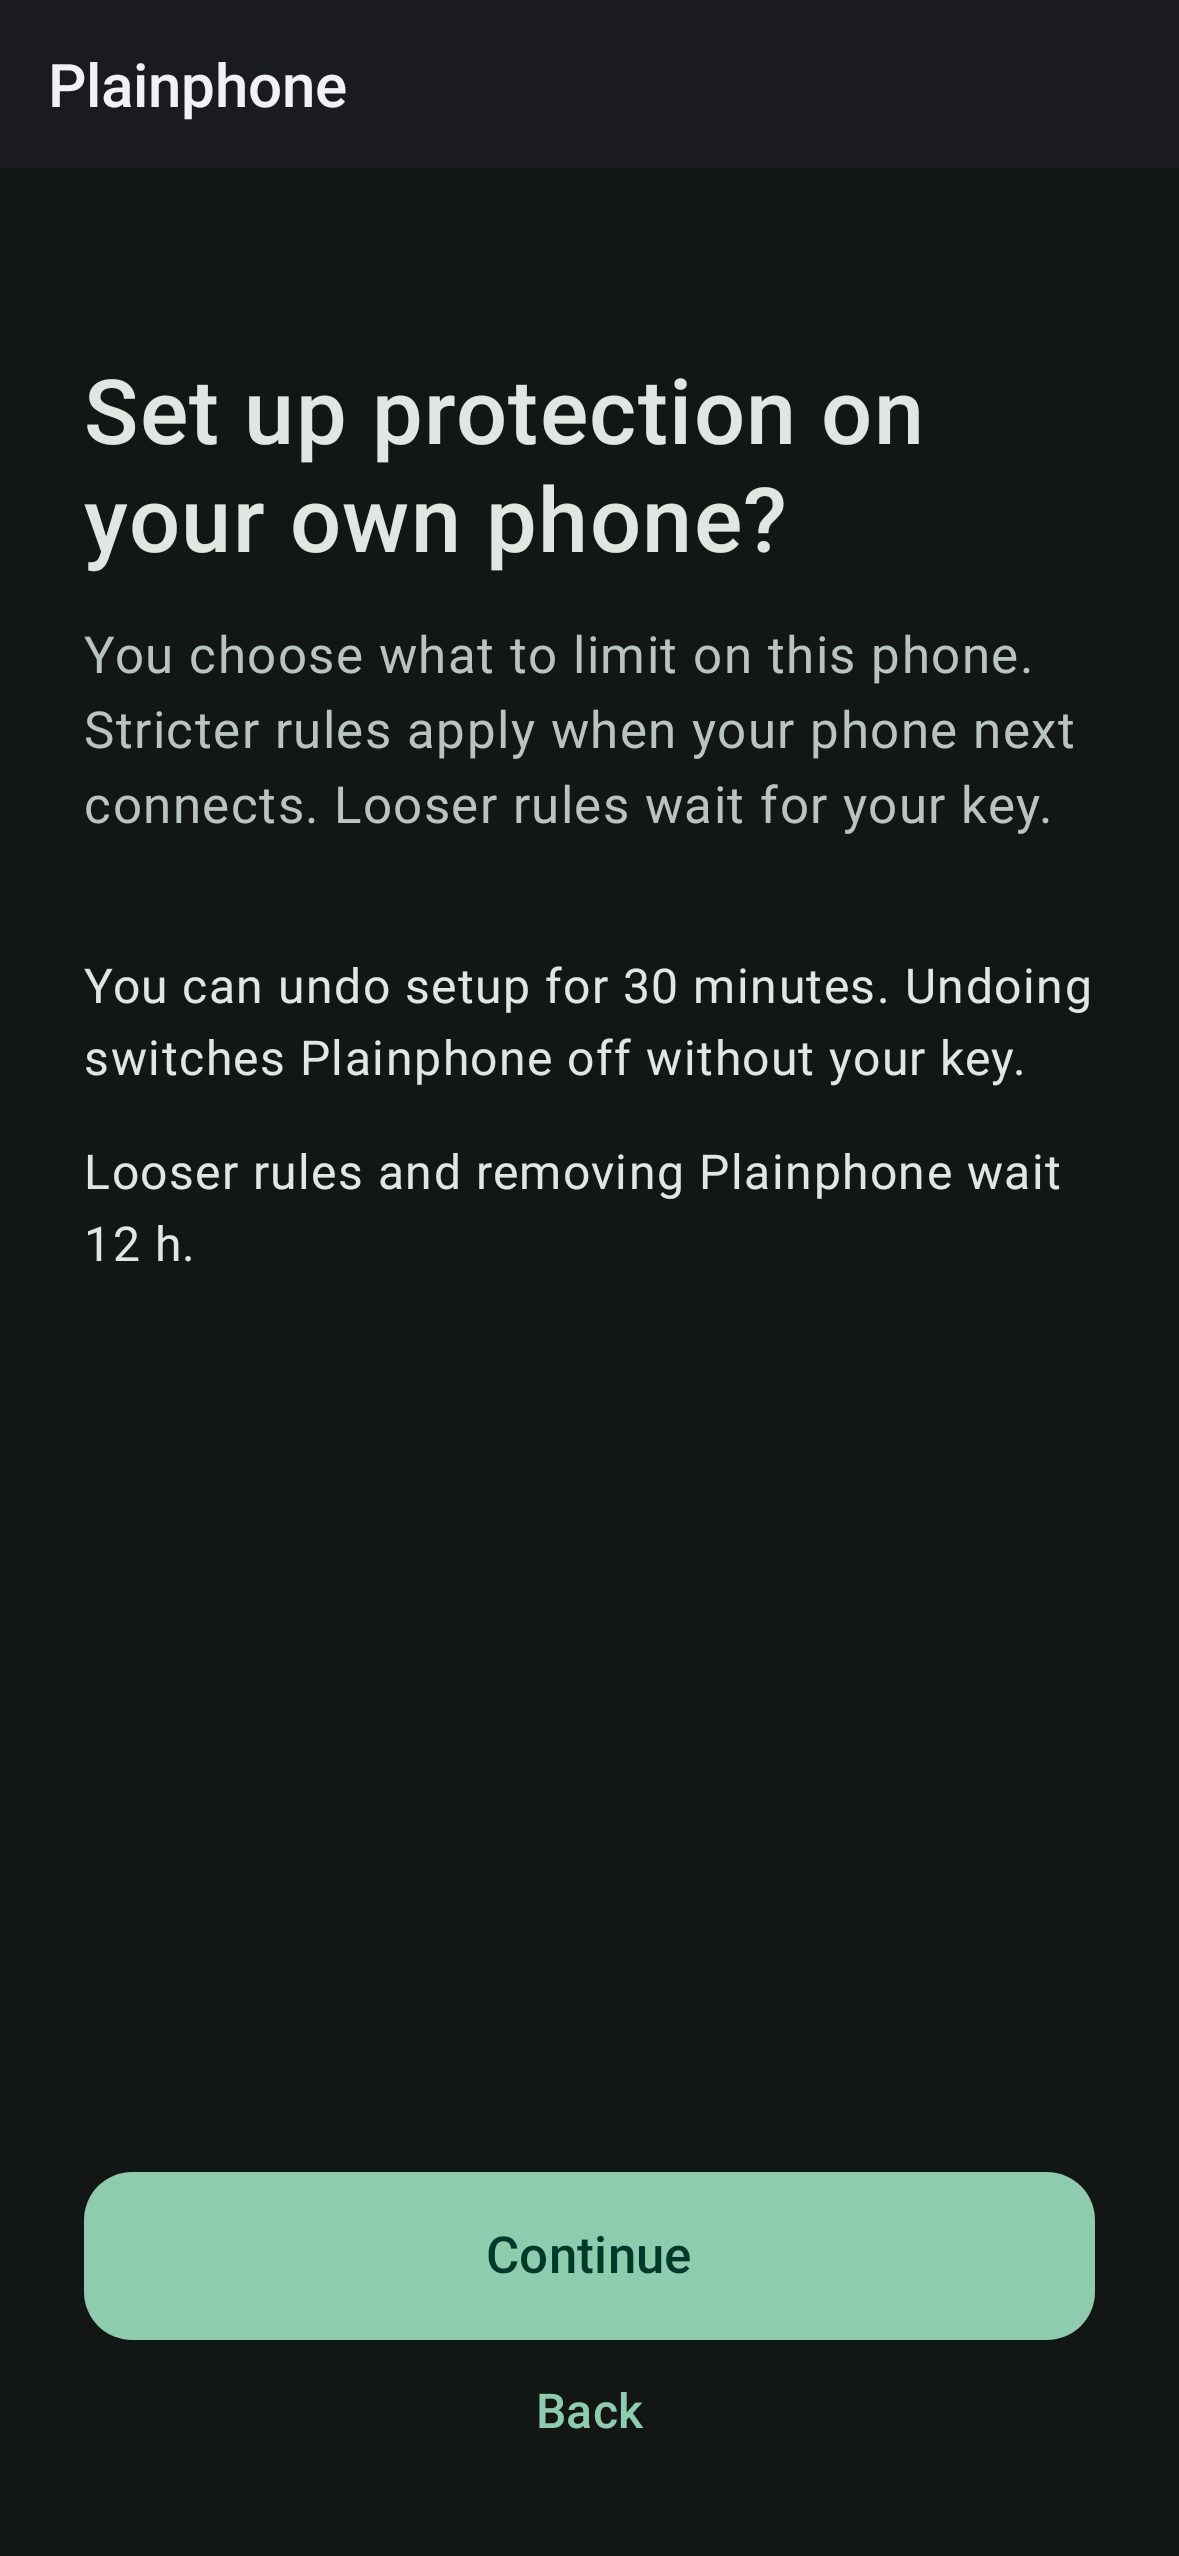 Plainphone
Set up protection on
your own phone?
You choose what to limit on this phone.
Stricter rules apply when your phone next
connects. Looser rules wait for your key.
You can undo setup for 30 minutes. Undoing
switches Plainphone off without your key.
Looser rules and removing Plainphone wait
12 h.
Continue
Back